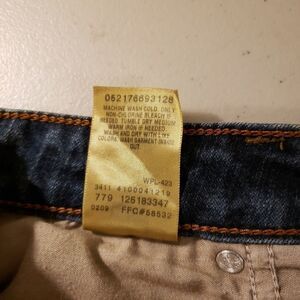 052176693128
MACHINE WASH COLD. ONLY
NON-CHLORINE BLEACH IF
NEEDED. TUMBLE DRY MEDIUM
WARM IRON IF NEEDED
WASH AND DRY WITH LIKE
COLORS. WASH GARMENT INSIDE
OUT
WPL-423
3411 4100041219
779 126183347
0209 FFC#58532